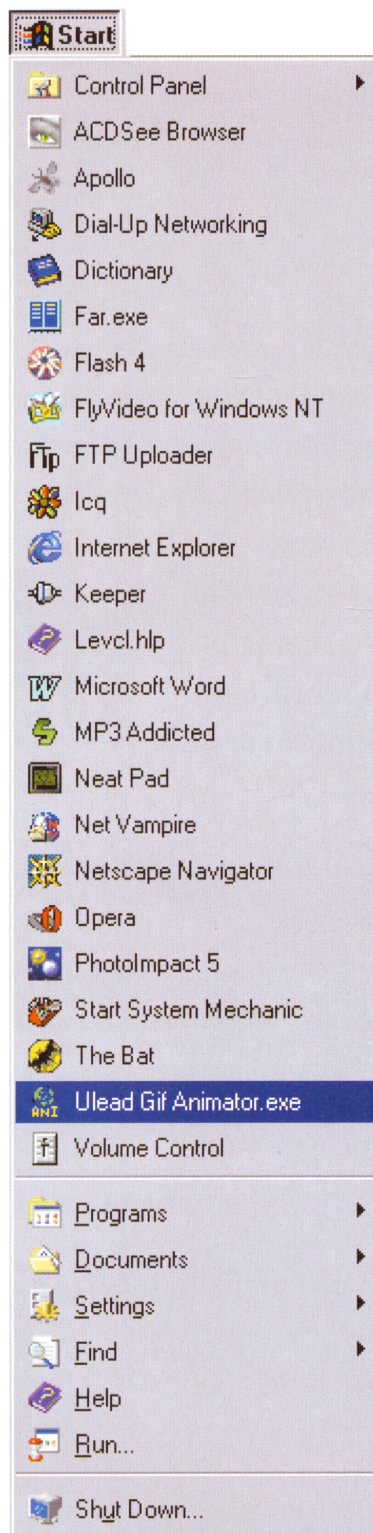 Start
Control Panel
ACDSee Browser
Apollo
Dial-Up Networking
Dictionary
Far.exe
Flash 4
FlyVideo for Windows NT
FTP Uploader
Icq
Internet Explorer
Keeper
Levcl.hlp
Microsoft Word
MP3 Addicted
Neat Pad
Net Vampire
Netscape Navigator
Opera
PhotoImpact 5
Start System Mechanic
The Bat
Ulead Gif Animator.exe
Volume Control
Programs
Documents
Settings
Find
Help
Run...
Shut Down...